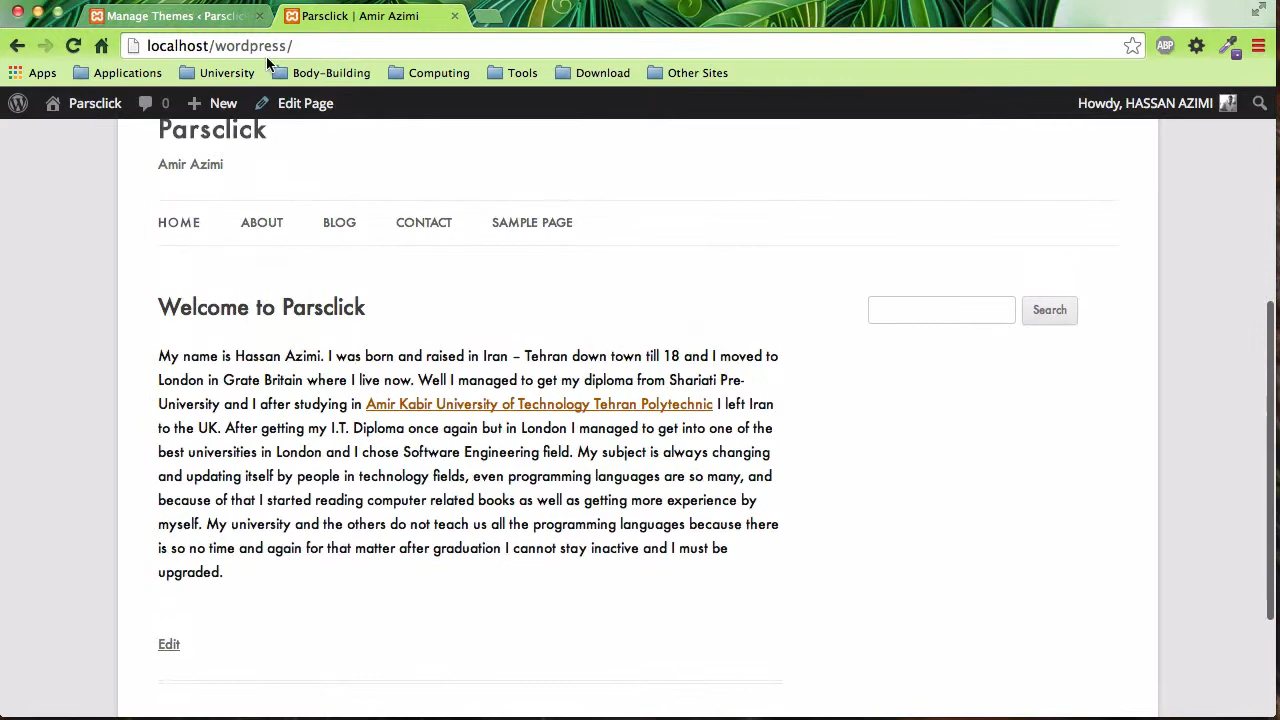 Manage Themes ‹ Parsclic
Parsclick | Amir Azimi
localhost/wordpress/
ABP
Apps Applications University Body-Building Computing Tools Download Other Sites
Parsclick 0 New Edit Page Howdy, HASSAN AZIMI
Parsclick
Amir Azimi
HOME ABOUT BLOG CONTACT SAMPLE PAGE
Welcome to Parsclick
Search
My name is Hassan Azimi. I was born and raised in Iran – Tehran down town till 18 and I moved to
London in Grate Britain where I live now. Well I managed to get my diploma from Shariati Pre-
University and I after studying in Amir Kabir University of Technology Tehran Polytechnic I left Iran
to the UK. After getting my I.T. Diploma once again but in London I managed to get into one of the
best universities in London and I chose Software Engineering field. My subject is always changing
and updating itself by people in technology fields, even programming languages are so many, and
because of that I started reading computer related books as well as getting more experience by
myself. My university and the others do not teach us all the programming languages because there
is so no time and again for that matter after graduation I cannot stay inactive and I must be
upgraded.
Edit